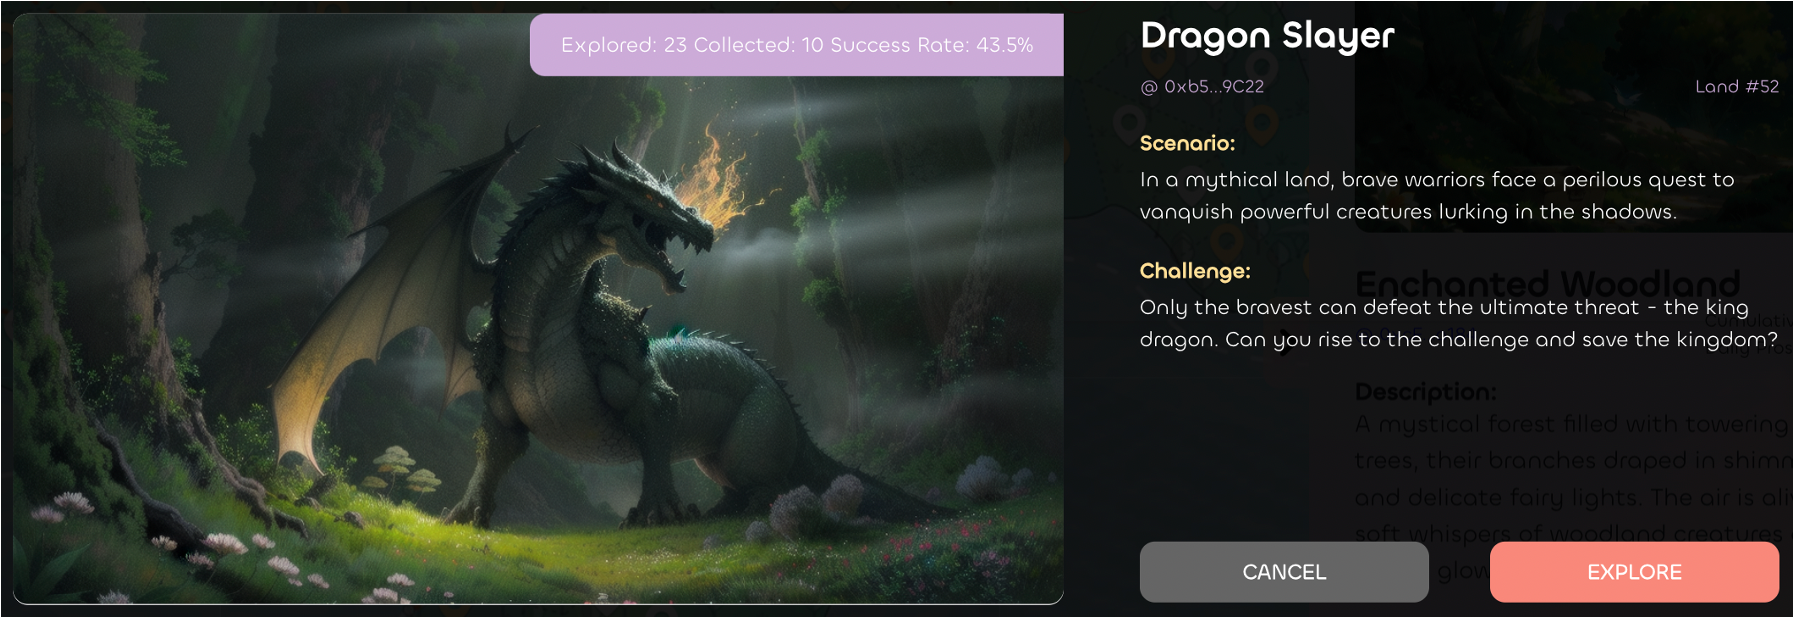 Explored: 23 Collected: 10 Success Rate: 43.5%
Dragon Slayer
@ 0xb5...9C22
Land #52
Scenario:
In a mythical land, brave warriors face a perilous quest to
vanquish powerful creatures lurking in the shadows.
Challenge:
Only the bravest can defeat the ultimate threat - the king
dragon. Can you rise to the challenge and save the kingdom?
Enchanted Woodland
Description:
A mystical forest filled with towering
trees, their branches draped in
and delicate fairy lights. The air is
soft whispers of woodland creatures
CANCEL
EXPLORE